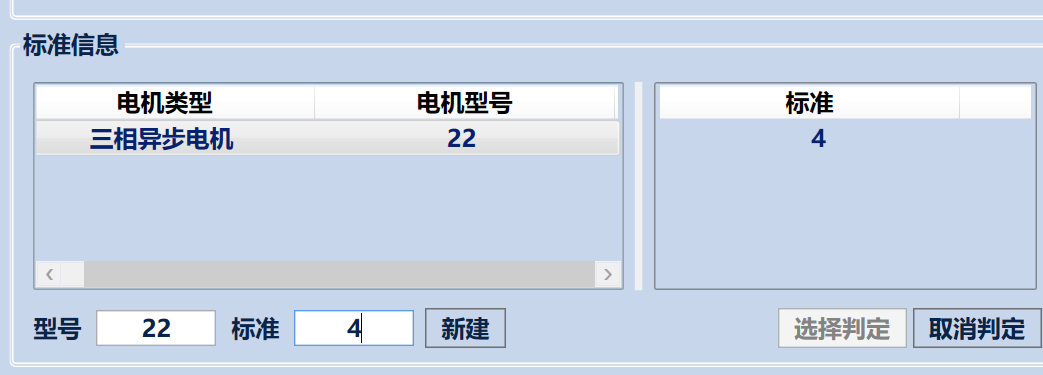 标准信息
电机类型 电机型号 标准
三相异步电机 22 4
型号 22 标准 4 新建 选择判定 取消判定